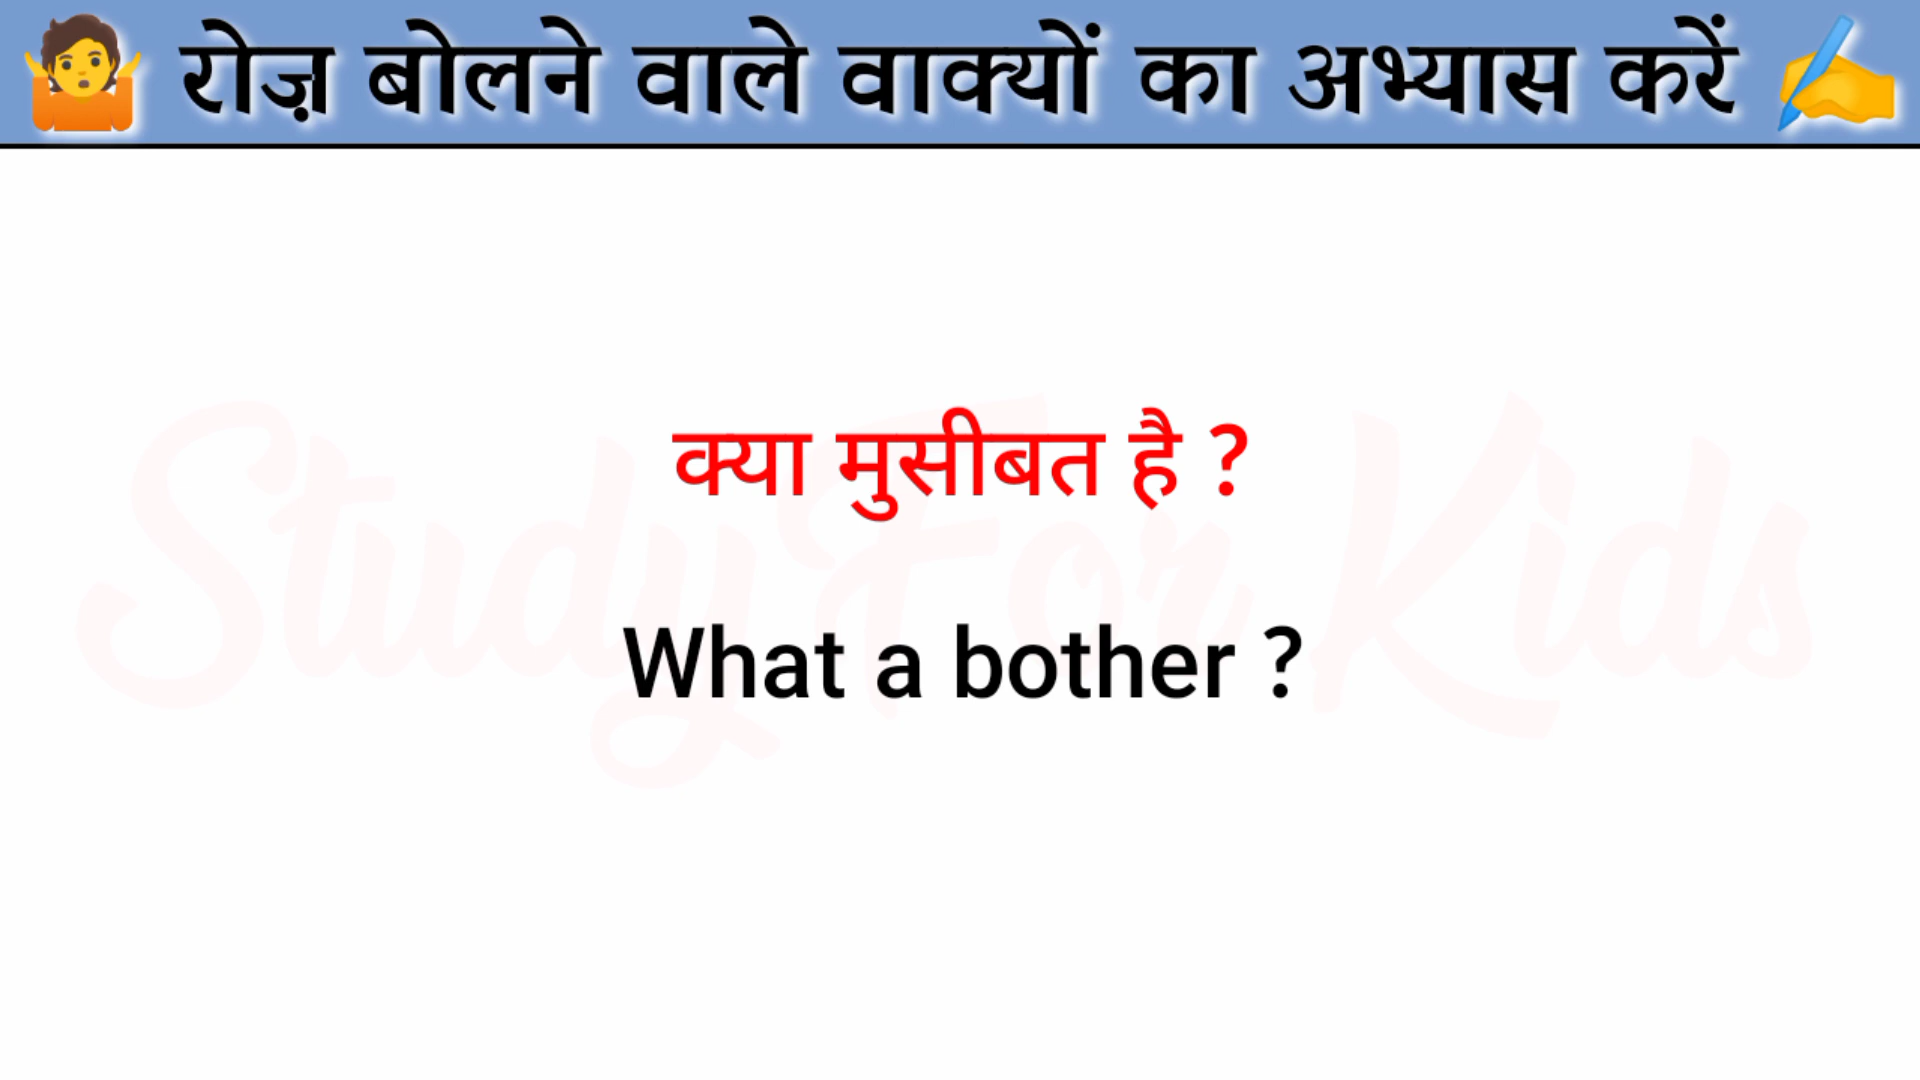 रोज़ बोलने वाले वाक्यों का अभ्यास करें
क्या मुसीबत है ?
What a bother ?
Study For Kids